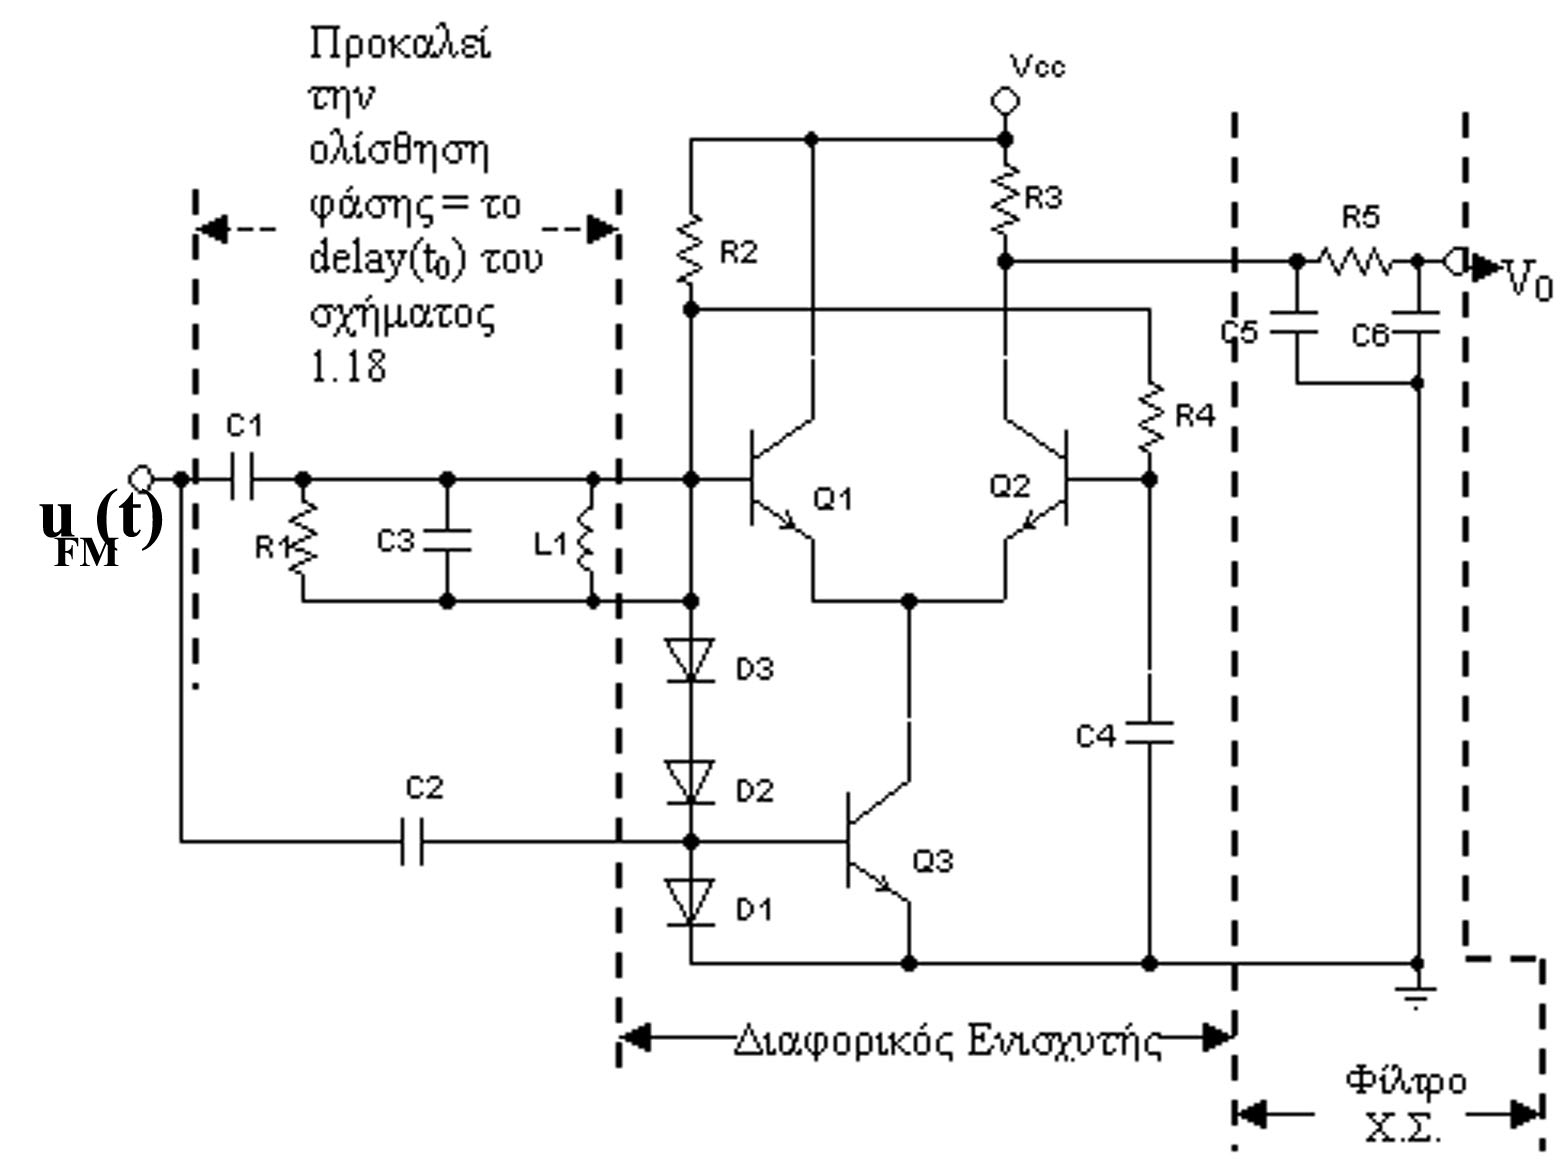 Προκαλεί
την
ολίσθηση
φάσης = το
delay(t0) του
σχήματος
1.18
Vcc
R3
R2
R5
V0
C5
C6
R4
C1
Q1
Q2
uFM(t)
R1
C3
L1
D3
C4
D2
C2
Q3
D1
Διαφορικός Ενισχυτής
Φίλτρο
Χ.Σ.